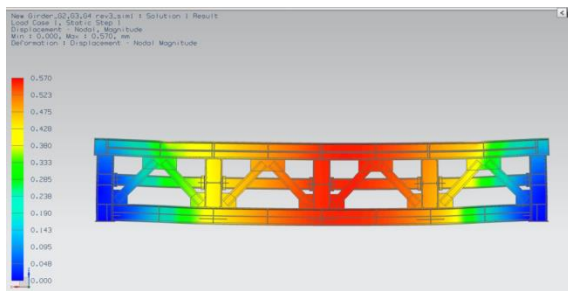 New Girder_G2,G3,G4 rev3_sim1 : Solution 1 Result
Load Case 1, Static Step 1
Displacement - Nodal, Magnitude
Min : 0.000, Max : 0.570, mm
Deformation : Displacement - Nodal Magnitude
0.570
0.523
0.475
0.428
0.380
0.333
0.285
0.238
0.190
0.143
0.095
0.048
0.000